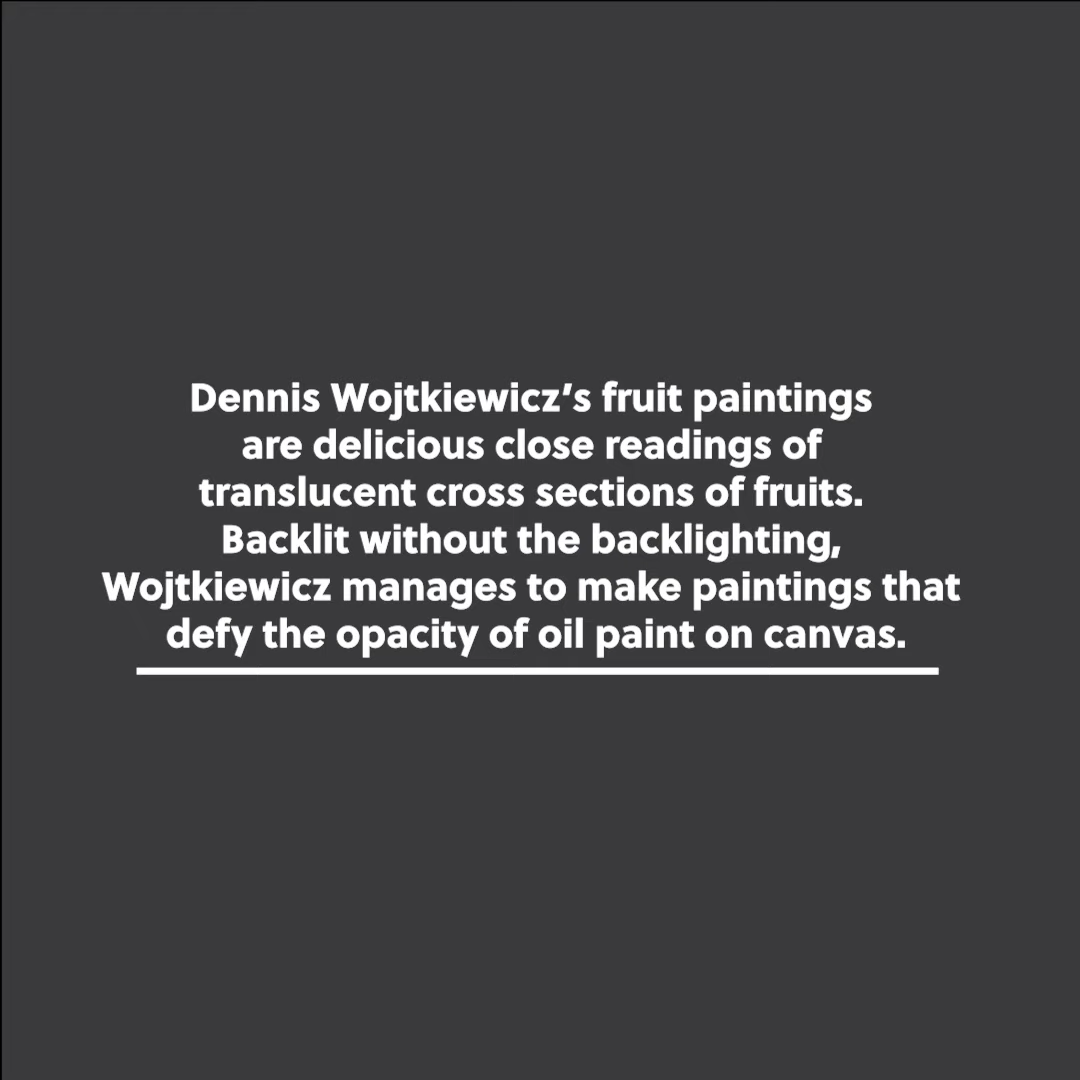 Dennis Wojtkiewicz’s fruit paintings
are delicious close readings of
translucent cross sections of fruits.
Backlit without the backlighting,
Wojtkiewicz manages to make paintings that
defy the opacity of oil paint on canvas.